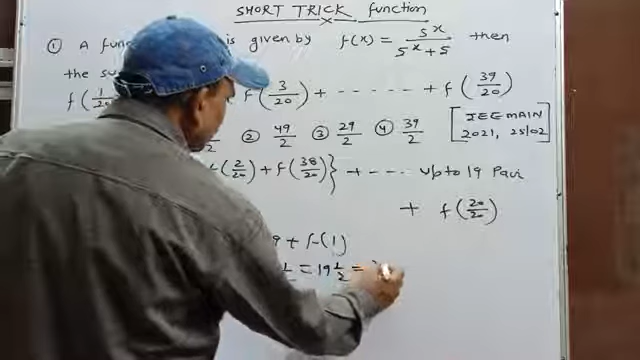 SHORT TRICK function
① A is given by f(x) = 5^x / (5^x + 5) then
the
f(1/20) f(3/20) + ------ + f(39/20)
② 49/2 ③ 29/2 ④ 39/2 [JEE MAIN 2021, 25/02]
(2/20) + f(38/20)} + ---- upto 19 Pair
+ f(20/20)
9 + f(1)
= 19 1/2 =